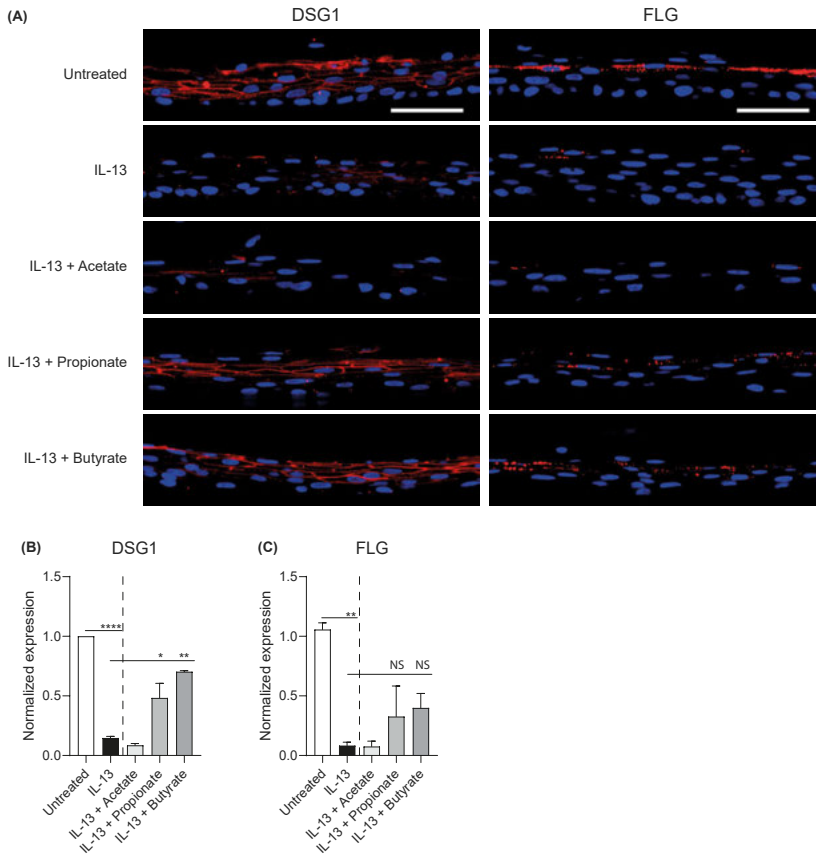 (A)
DSG1
FLG
Untreated
IL-13
IL-13 + Acetate
IL-13 + Propionate
IL-13 + Butyrate
(B)
DSG1
Normalized expression
1.5
1.0
0.5
0.0
****
*
**
Untreated
IL-13
IL-13 + Acetate
IL-13 + Propionate
IL-13 + Butyrate
(C)
FLG
Normalized expression
1.5
1.0
0.5
0.0
**
NS
NS
Untreated
IL-13
IL-13 + Acetate
IL-13 + Propionate
IL-13 + Butyrate